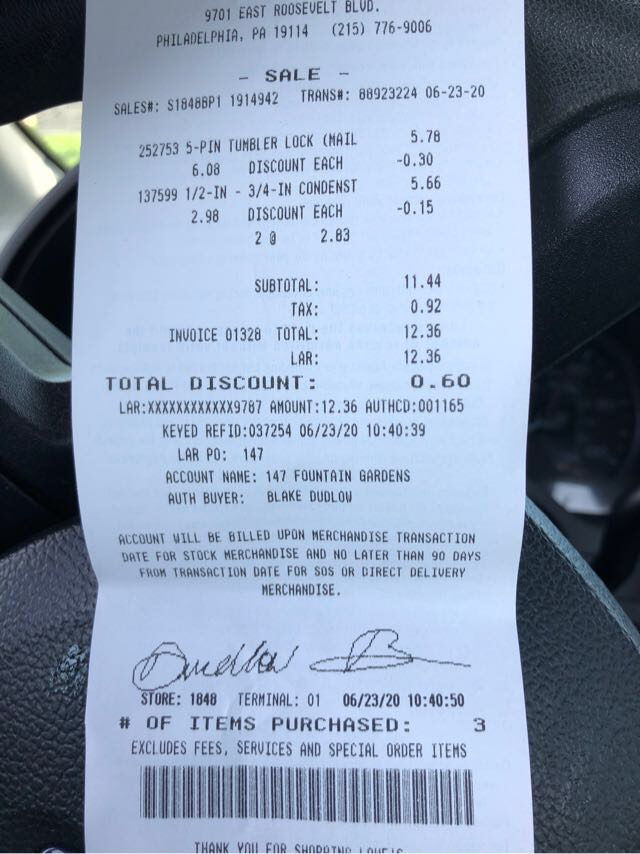 9701 EAST ROOSEVELT BLVD.
PHILADELPHIA, PA 19114 (215) 776-9006
- SALE -
SALES#: S1848BP1 1914942 TRANS#: 88923224 06-23-20
252753 5-PIN TUMBLER LOCK (MAIL 5.78
6.08 DISCOUNT EACH -0.30
137599 1/2-IN - 3/4-IN CONDENST 5.66
2.98 DISCOUNT EACH -0.15
2 @ 2.83
SUBTOTAL: 11.44
TAX: 0.92
INVOICE 01328 TOTAL: 12.36
LAR: 12.36
TOTAL DISCOUNT: 0.60
LAR:XXXXXXXXXXXX9787 AMOUNT:12.36 AUTHCD:001165
KEYED REFID:037254 06/23/20 10:40:39
LAR PO: 147
ACCOUNT NAME: 147 FOUNTAIN GARDENS
AUTH BUYER: BLAKE DUDLOW
ACCOUNT WILL BE BILLED UPON MERCHANDISE TRANSACTION
DATE FOR STOCK MERCHANDISE AND NO LATER THAN 90 DAYS
FROM TRANSACTION DATE FOR SOS OR DIRECT DELIVERY
MERCHANDISE.
Dudlow B
STORE: 1848 TERMINAL: 01 06/23/20 10:40:50
# OF ITEMS PURCHASED: 3
EXCLUDES FEES, SERVICES AND SPECIAL ORDER ITEMS
THANK YOU FOR SHOPPING LOWE'S